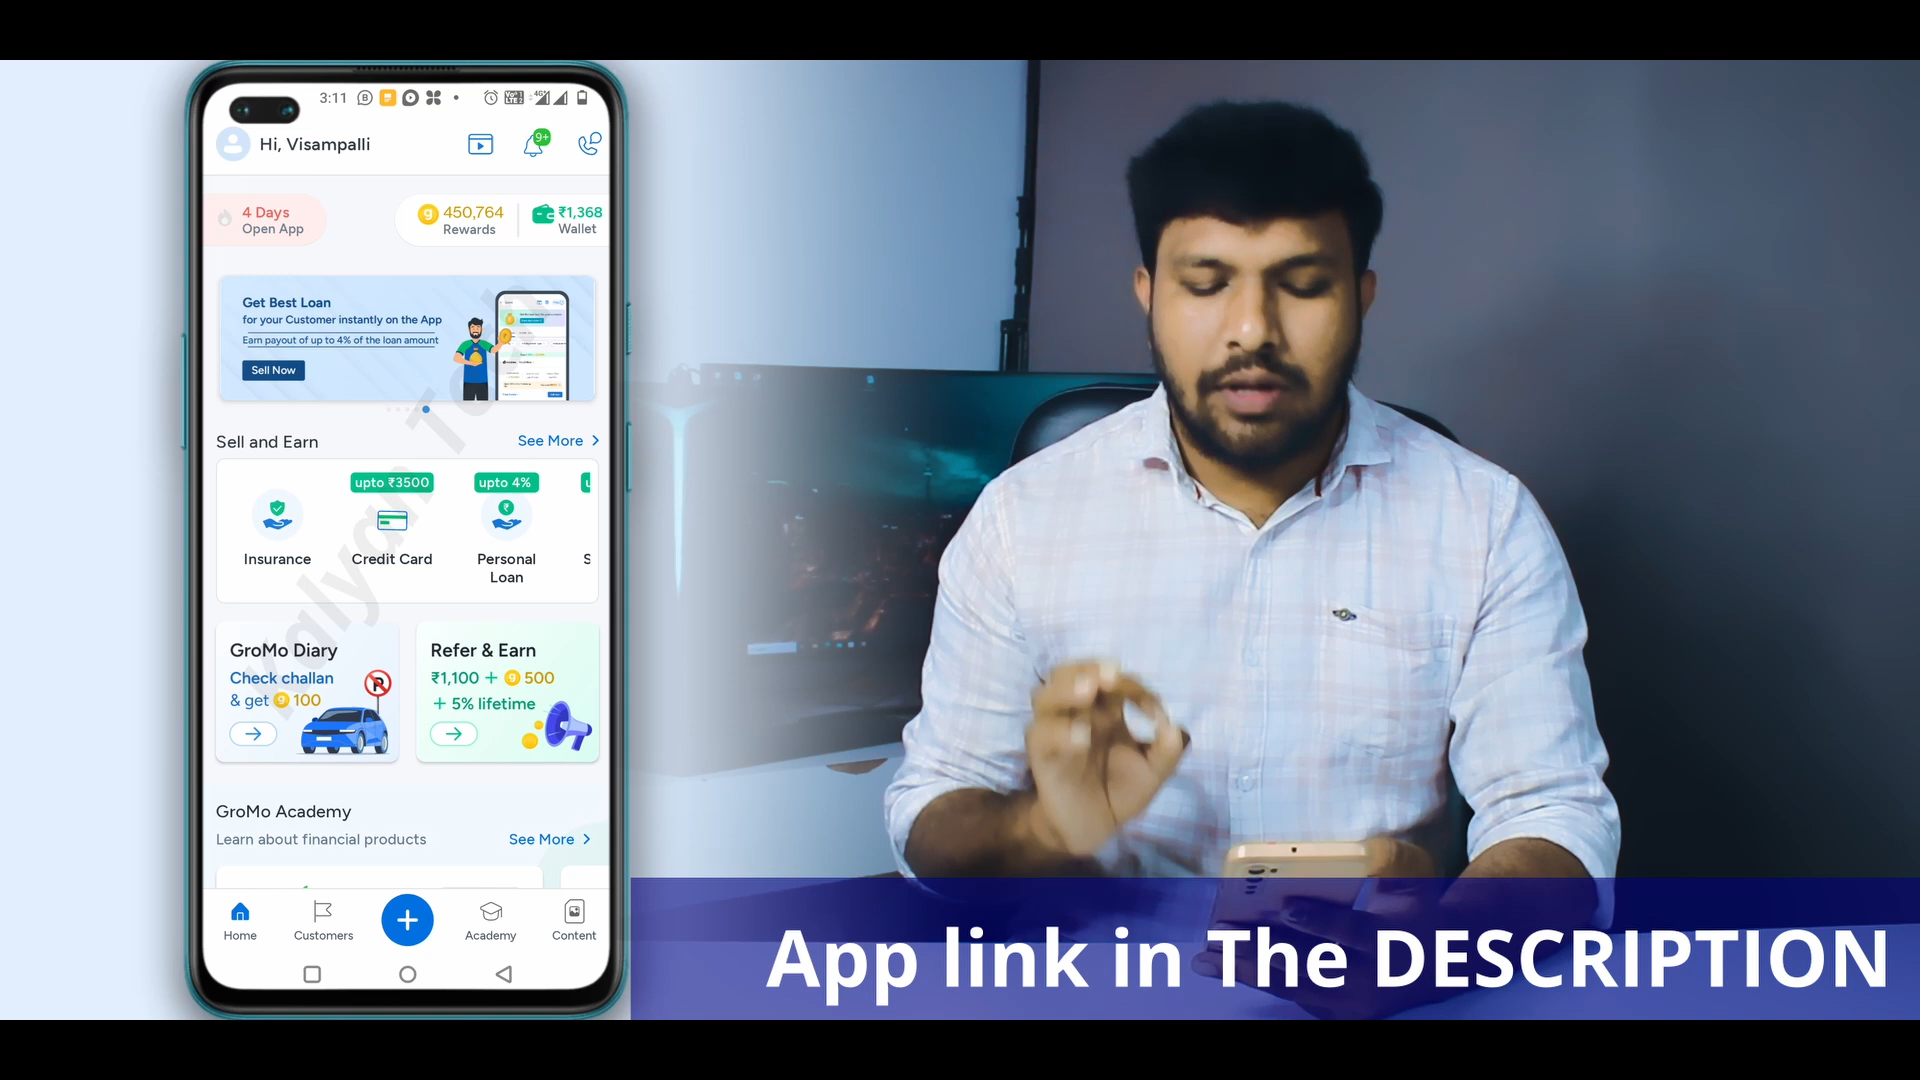 3:11
Hi, Visampalli
9+
4 Days
Open App
450,764
Rewards
₹1,368
Wallet
Get Best Loan
for your Customer instantly on the App
Earn payout of up to 4% of the loan amount
Sell Now
Sell and Earn
See More
upto ₹3500
upto 4%
Insurance
Credit Card
Personal
Loan
S
GroMo Diary
Check challan
& get g 100
Refer & Earn
₹1,100 + g 500
+ 5% lifetime
GroMo Academy
Learn about financial products
See More
Home
Customers
Academy
Content
Kalyan Tech
App link in The DESCRIPTION